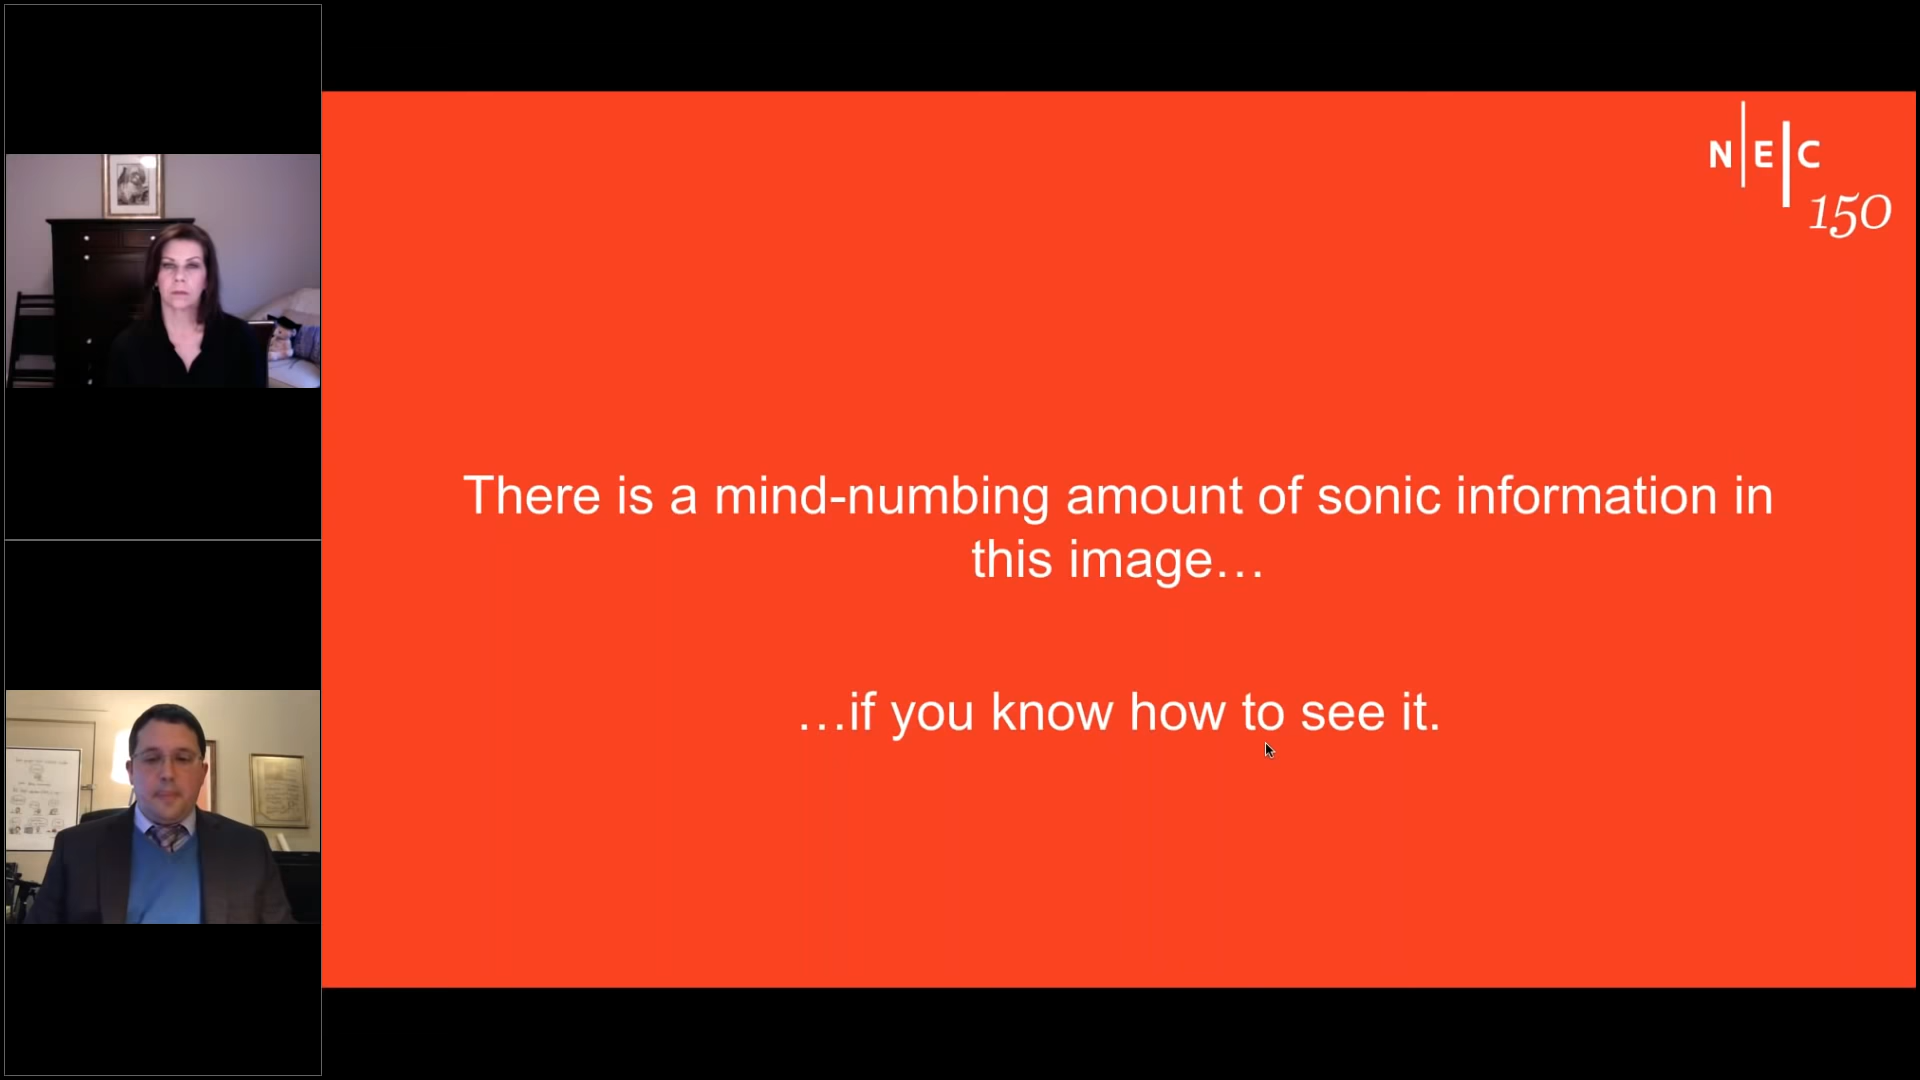 N E C
150
There is a mind-numbing amount of sonic information in
this image…
…if you know how to see it.